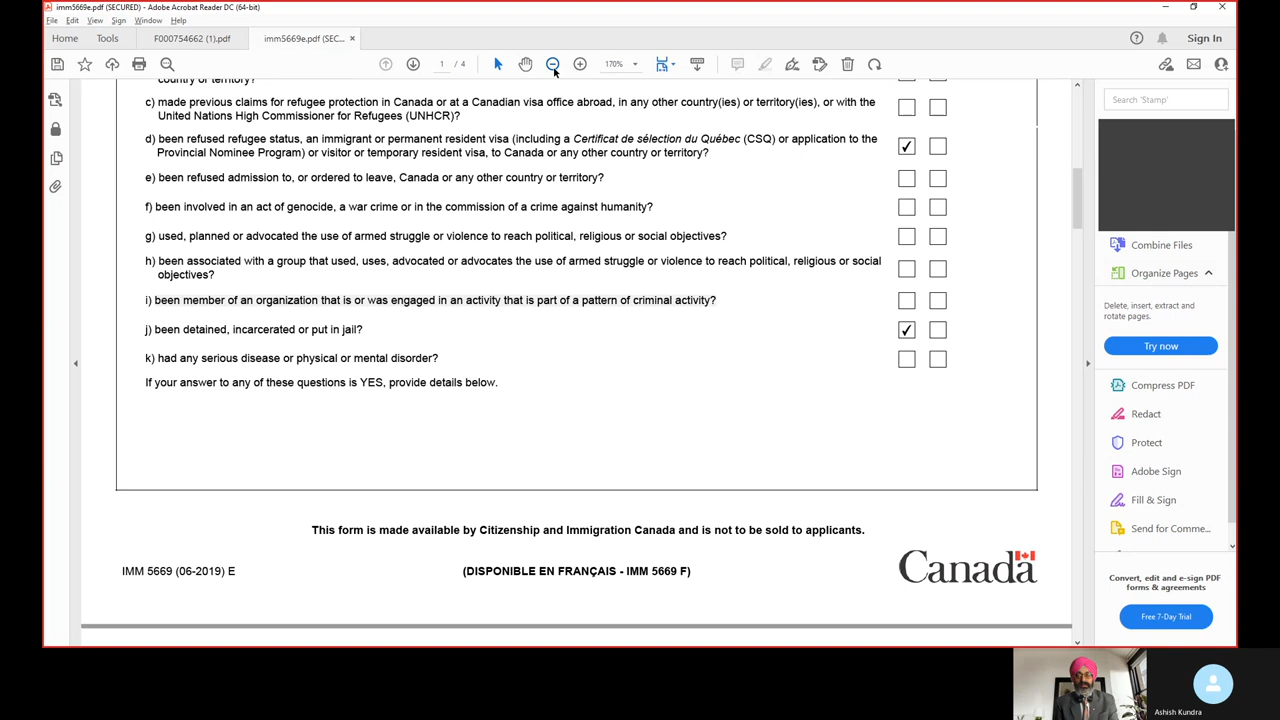 imm5669e.pdf (SECURED) - Adobe Acrobat Reader DC (64-bit)
File Edit View Sign Window Help
Home Tools F000754662 (1).pdf imm5669e.pdf (SEC... × Sign In
1 / 4 170%
country or territory?
c) made previous claims for refugee protection in Canada or at a Canadian visa office abroad, in any other country(ies) or territory(ies), or with the
United Nations High Commissioner for Refugees (UNHCR)?
d) been refused refugee status, an immigrant or permanent resident visa (including a Certificat de sélection du Québec (CSQ) or application to the
Provincial Nominee Program) or visitor or temporary resident visa, to Canada or any other country or territory?
e) been refused admission to, or ordered to leave, Canada or any other country or territory?
f) been involved in an act of genocide, a war crime or in the commission of a crime against humanity?
g) used, planned or advocated the use of armed struggle or violence to reach political, religious or social objectives?
h) been associated with a group that used, uses, advocated or advocates the use of armed struggle or violence to reach political, religious or social
objectives?
i) been member of an organization that is or was engaged in an activity that is part of a pattern of criminal activity?
j) been detained, incarcerated or put in jail?
k) had any serious disease or physical or mental disorder?
If your answer to any of these questions is YES, provide details below.
This form is made available by Citizenship and Immigration Canada and is not to be sold to applicants.
IMM 5669 (06-2019) E
(DISPONIBLE EN FRANÇAIS - IMM 5669 F)
Canada
Search 'Stamp'
Combine Files
Organize Pages
Delete, insert, extract and
rotate pages.
Try now
Compress PDF
Redact
Protect
Adobe Sign
Fill & Sign
Send for Comme...
Convert, edit and e-sign PDF
forms & agreements
Free 7-Day Trial
Ashish Kundra